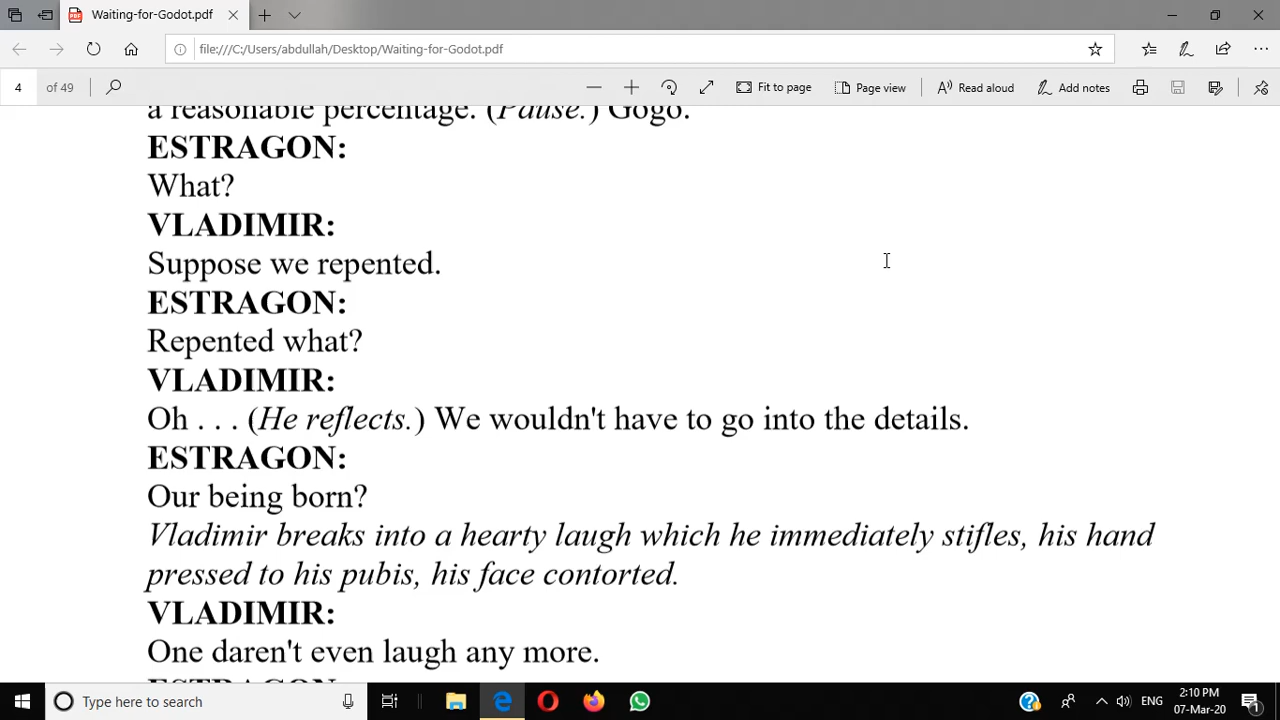 Waiting-for-Godot.pdf
file:///C:/Users/abdullah/Desktop/Waiting-for-Godot.pdf
4 of 49 Fit to page Page view Read aloud Add notes
a reasonable percentage. (Pause.) Gogo.
ESTRAGON:
What?
VLADIMIR:
Suppose we repented.
ESTRAGON:
Repented what?
VLADIMIR:
Oh . . . (He reflects.) We wouldn't have to go into the details.
ESTRAGON:
Our being born?
Vladimir breaks into a hearty laugh which he immediately stifles, his hand
pressed to his pubis, his face contorted.
VLADIMIR:
One daren't even laugh any more.
ESTRAGON:
Type here to search
ENG
2:10 PM
07-Mar-20
1